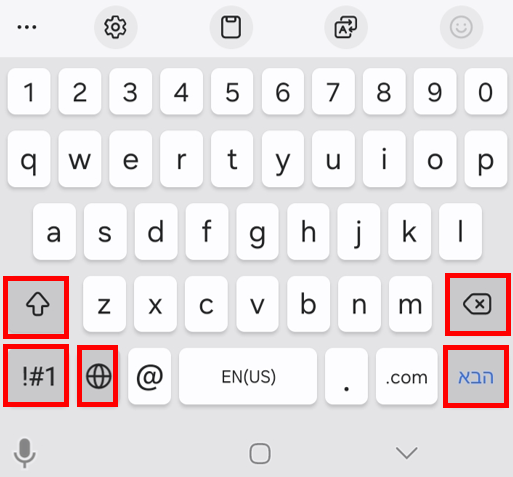 1 2 3 4 5 6 7 8 9 0
q w e r t y u i o p
a s d f g h j k l
z x c v b n m
!#1 @ EN(US) . .com הבא